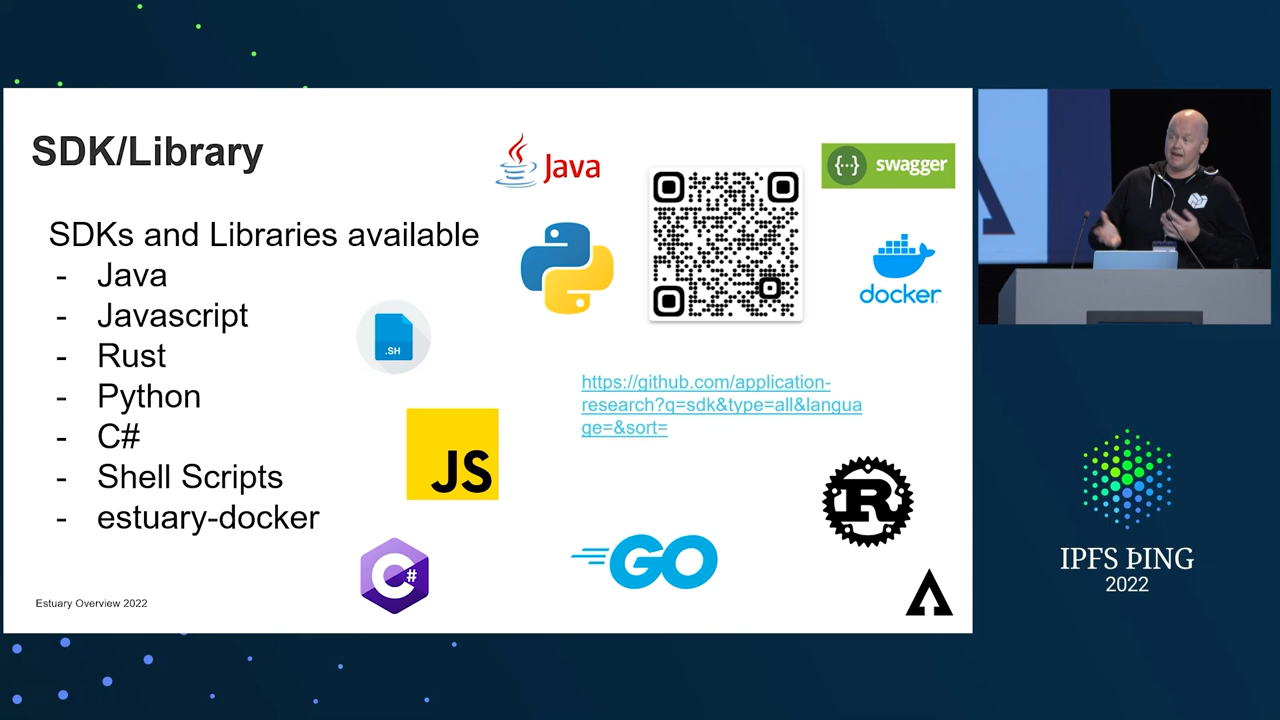 SDK/Library
SDKs and Libraries available
- Java
- Javascript
- Rust
- Python
- C#
- Shell Scripts
- estuary-docker
Estuary Overview 2022
Java
{···} swagger
docker
.SH
https://github.com/application-
research?q=sdk&type=all&langua
ge=&sort=
JS
R
C#
GO
IPFS ÞING
2022